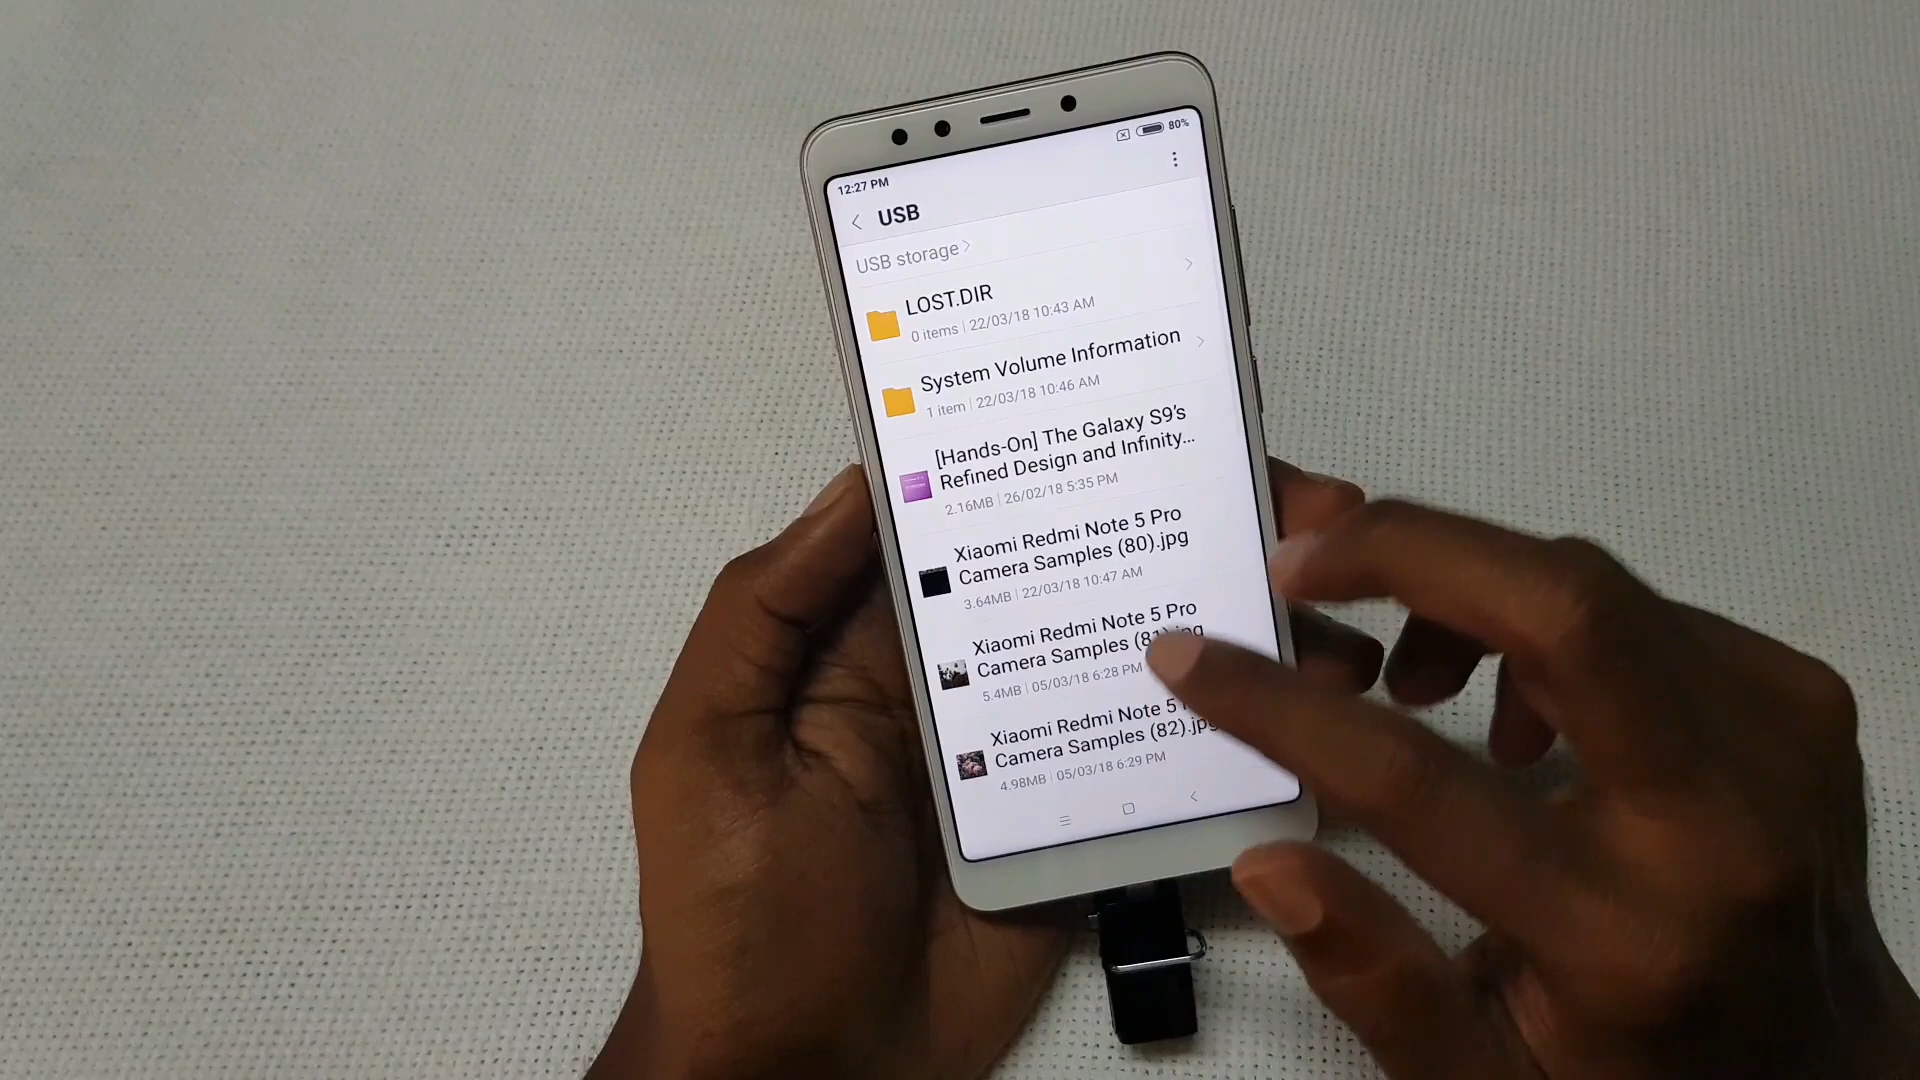 12:27 PM
80%
USB
USB storage
LOST.DIR
0 items | 22/03/18 10:43 AM
System Volume Information
1 item | 22/03/18 10:46 AM
[Hands-On] The Galaxy S9's
Refined Design and Infinity...
2.16MB | 26/02/18 5:35 PM
Xiaomi Redmi Note 5 Pro
Camera Samples (80).jpg
3.64MB | 22/03/18 10:47 AM
Xiaomi Redmi Note 5 Pro
Camera Samples (81).jpg
5.4MB | 05/03/18 6:28 PM
Xiaomi Redmi Note 5
Camera Samples (82).jpg
4.98MB | 05/03/18 6:29 PM